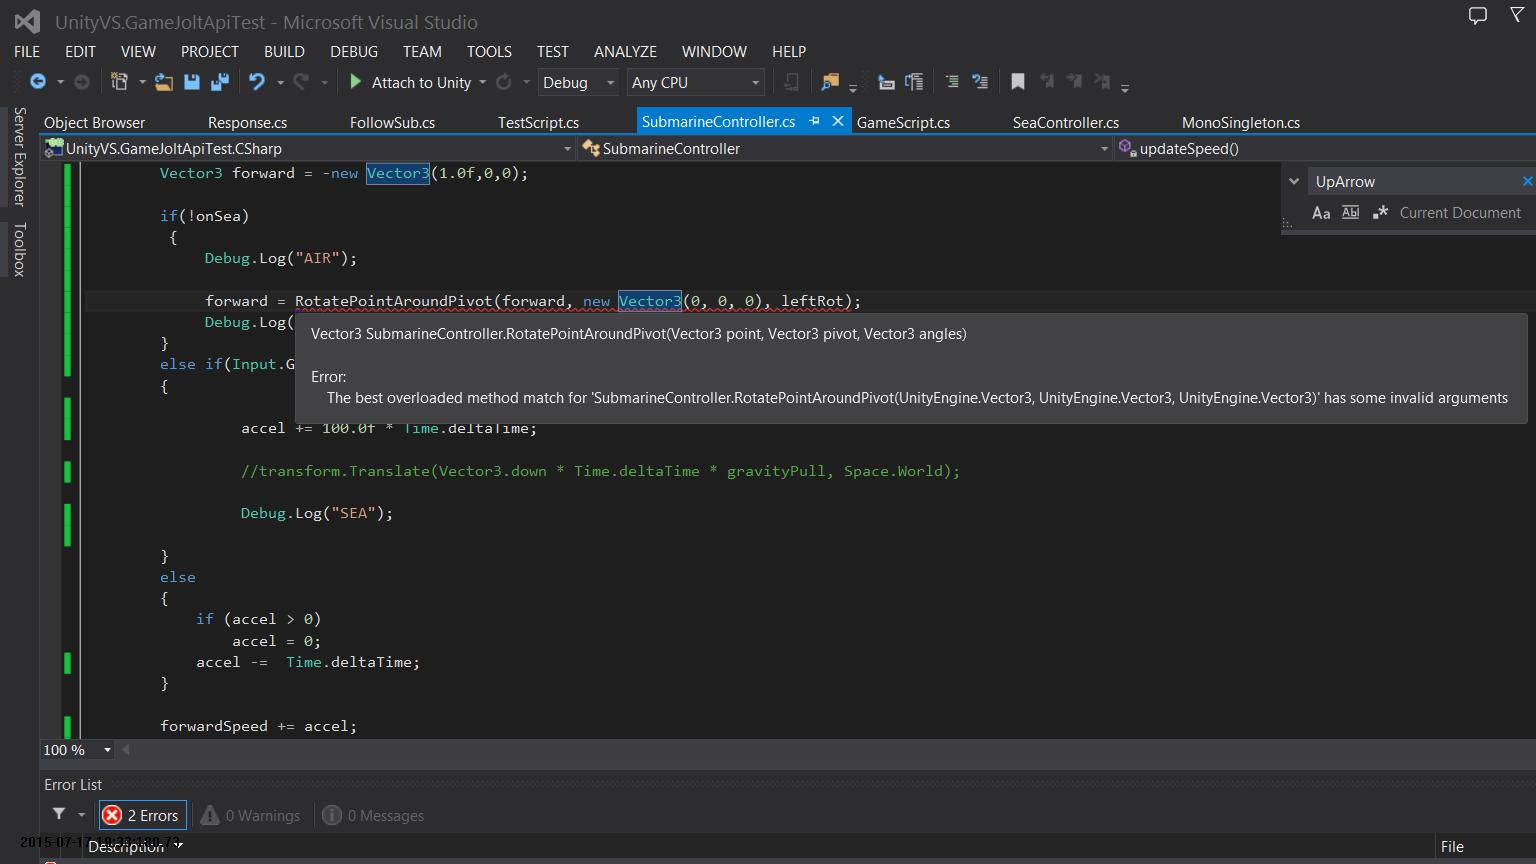 UnityVS.GameJoltApiTest - Microsoft Visual Studio
FILE EDIT VIEW PROJECT BUILD DEBUG TEAM TOOLS TEST ANALYZE WINDOW HELP
Attach to Unity Debug Any CPU
Server Explorer
Toolbox
Object Browser Response.cs FollowSub.cs TestScript.cs SubmarineController.cs GameScript.cs SeaController.cs MonoSingleton.cs
UnityVS.GameJoltApiTest.CSharp SubmarineController updateSpeed()
UpArrow
Aa Abl Current Document
Vector3 forward = -new Vector3(1.0f,0,0);
if(!onSea)
{
Debug.Log("AIR");
forward = RotatePointAroundPivot(forward, new Vector3(0, 0, 0), leftRot);
Debug.Log(
Vector3 SubmarineController.RotatePointAroundPivot(Vector3 point, Vector3 pivot, Vector3 angles)
}
else if(Input.G
Error:
{
The best overloaded method match for 'SubmarineController.RotatePointAroundPivot(UnityEngine.Vector3, UnityEngine.Vector3, UnityEngine.Vector3)' has some invalid arguments
accel += 100.0f * Time.deltaTime;
//transform.Translate(Vector3.down * Time.deltaTime * gravityPull, Space.World);
Debug.Log("SEA");
}
else
{
if (accel > 0)
accel = 0;
accel -= Time.deltaTime;
}
forwardSpeed += accel;
100 %
Error List
2 Errors 0 Warnings 0 Messages
2015-07-17
Description File